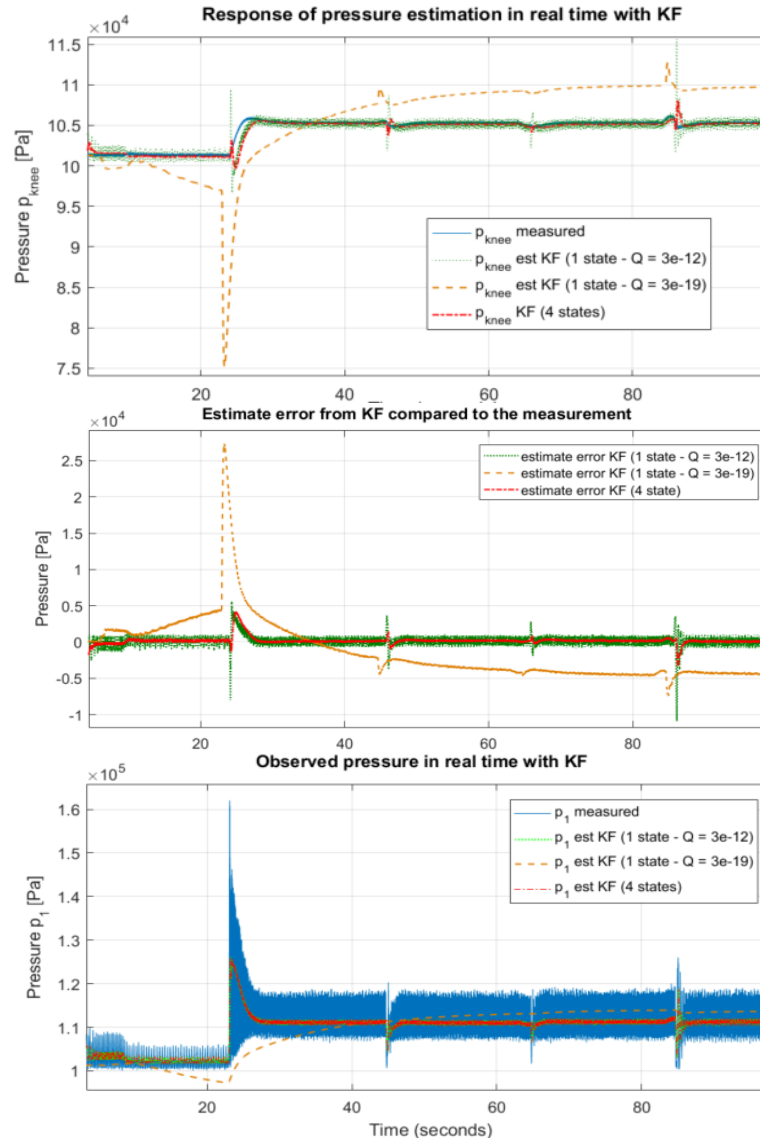 Response of pressure estimation in real time with KF
×10⁴
11.5
11
10.5
10
9.5
9
8.5
8
7.5
Pressure p_knee [Pa]
p_knee measured
p_knee est KF (1 state - Q = 3e-12)
p_knee est KF (1 state - Q = 3e-19)
p_knee KF (4 states)
20 40 60 80
Estimate error from KF compared to the measurement
×10⁴
2.5
2
1.5
1
0.5
0
-0.5
-1
Pressure [Pa]
estimate error KF (1 state - Q = 3e-12)
estimate error KF (1 state - Q = 3e-19)
estimate error KF (4 state)
20 40 60 80
Observed pressure in real time with KF
×10⁵
1.6
1.5
1.4
1.3
1.2
1.1
1
Pressure p_1 [Pa]
p_1 measured
p_1 est KF (1 state - Q = 3e-12)
p_1 est KF (1 state - Q = 3e-19)
p_1 est KF (4 states)
20 40 60 80
Time (seconds)